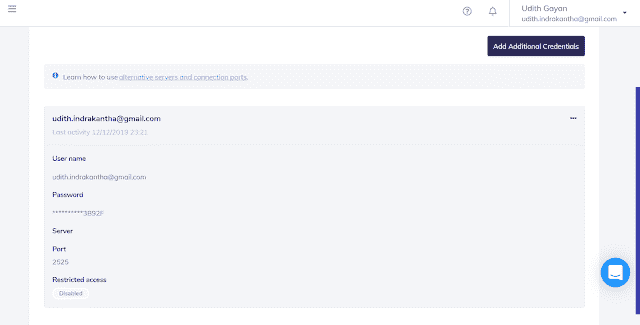 Udith Gayan
udith.indrakantha@gmail.com
Add Additional Credentials
Learn how to use alternative servers and connection ports.
udith.indrakantha@gmail.com
Last activity 12/12/2019 23:21
User name
udith.indrakantha@gmail.com
Password
**********3B92F
Server
Port
2525
Restricted access
Disabled